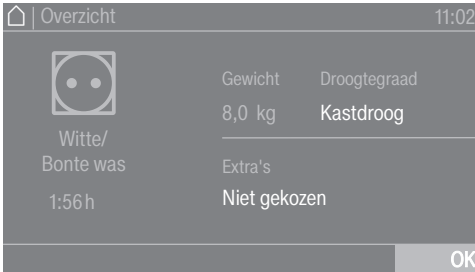 Overzicht
11:02
Gewicht Droogtegraad
8,0 kg Kastdroog
Witte/
Bonte was
1:56 h
Extra's
Niet gekozen
OK